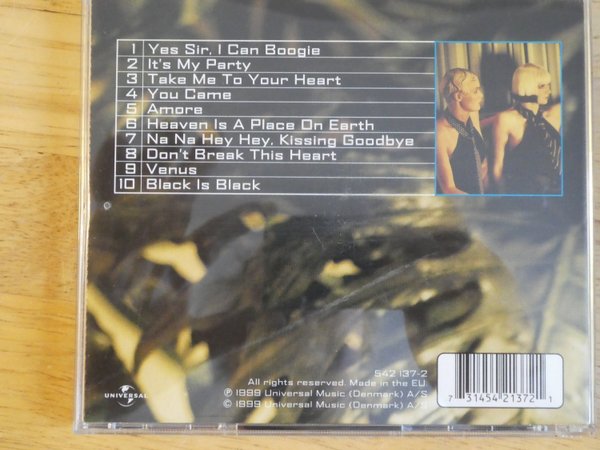 1 Yes Sir, I Can Boogie
2 It's My Party
3 Take Me To Your Heart
4 You Came
5 Amore
6 Heaven Is A Place On Earth
7 Na Na Hey Hey, Kissing Goodbye
8 Don't Break This Heart
9 Venus
10 Black Is Black
542 137-2
All rights reserved. Made in the EU.
℗ 1999 Universal Music (Denmark) A/S
© 1999 Universal Music (Denmark) A/S
UNIVERSAL
7 31454 21372 1